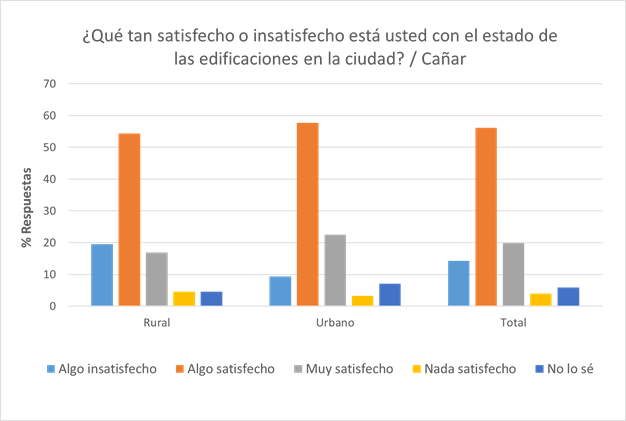 ¿Qué tan satisfecho o insatisfecho está usted con el estado de
las edificaciones en la ciudad? / Cañar
70
60
50
40
30
20
10
0
% Respuestas
Rural
Urbano
Total
Algo insatisfecho
Algo satisfecho
Muy satisfecho
Nada satisfecho
No lo sé